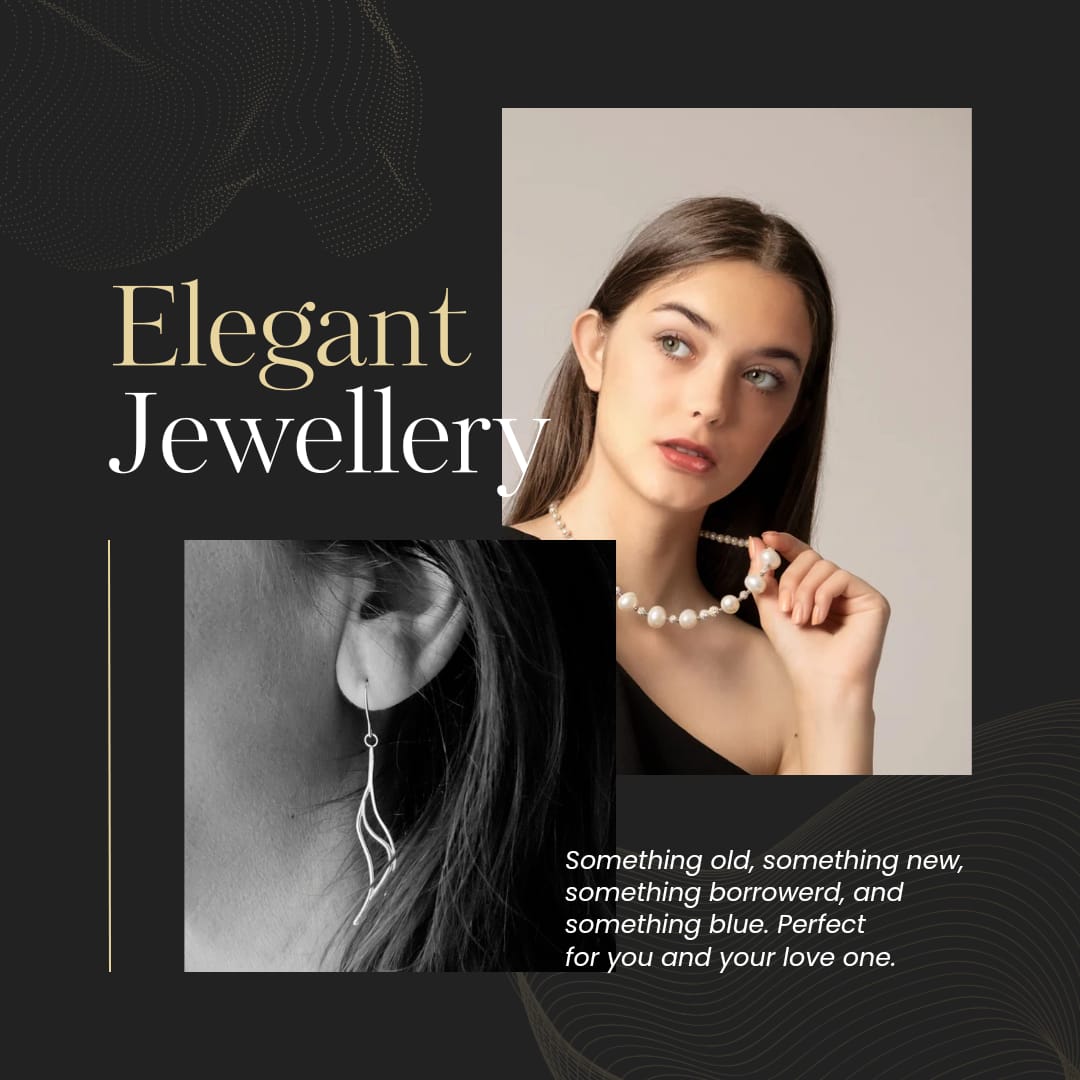 Elegant
Jewellery
Something old, something new,
something borrowerd, and
something blue. Perfect
for you and your love one.